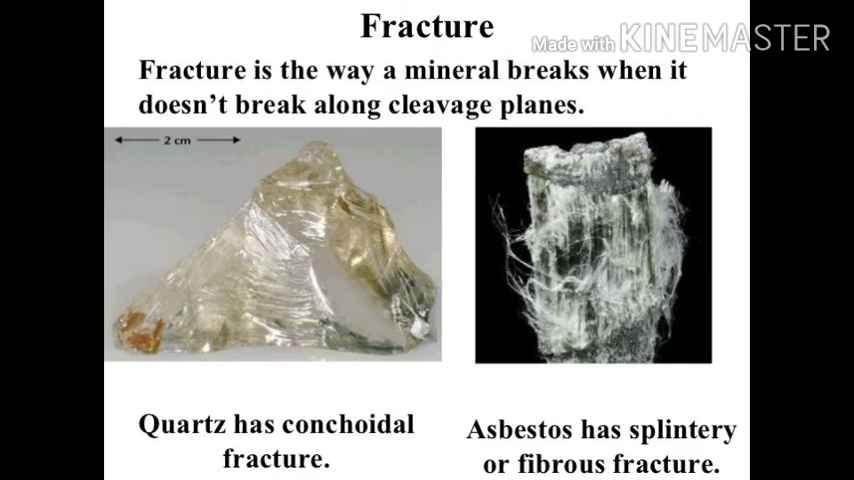 Fracture
Made with KINEMASTER
Fracture is the way a mineral breaks when it
doesn't break along cleavage planes.
2 cm
Quartz has conchoidal
fracture.
Asbestos has splintery
or fibrous fracture.